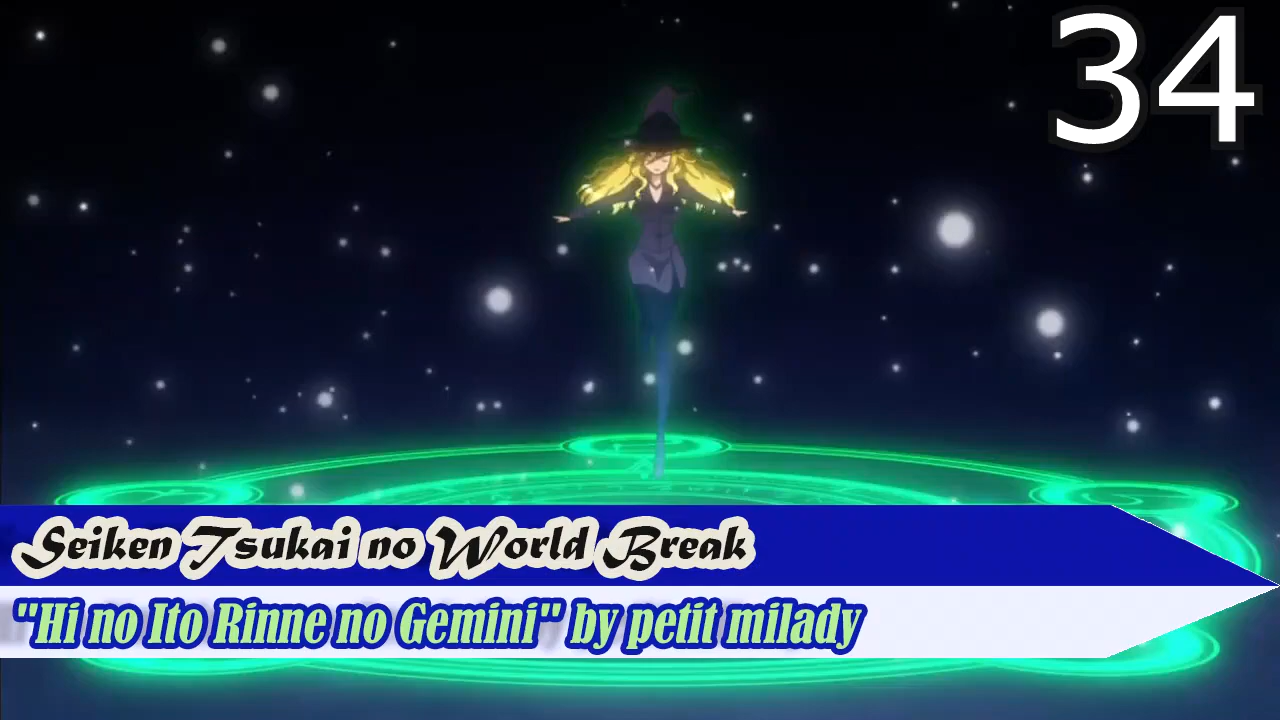 34
Seiken Tsukai no World Break
"Hi no Ito Rinne no Gemini" by petit milady